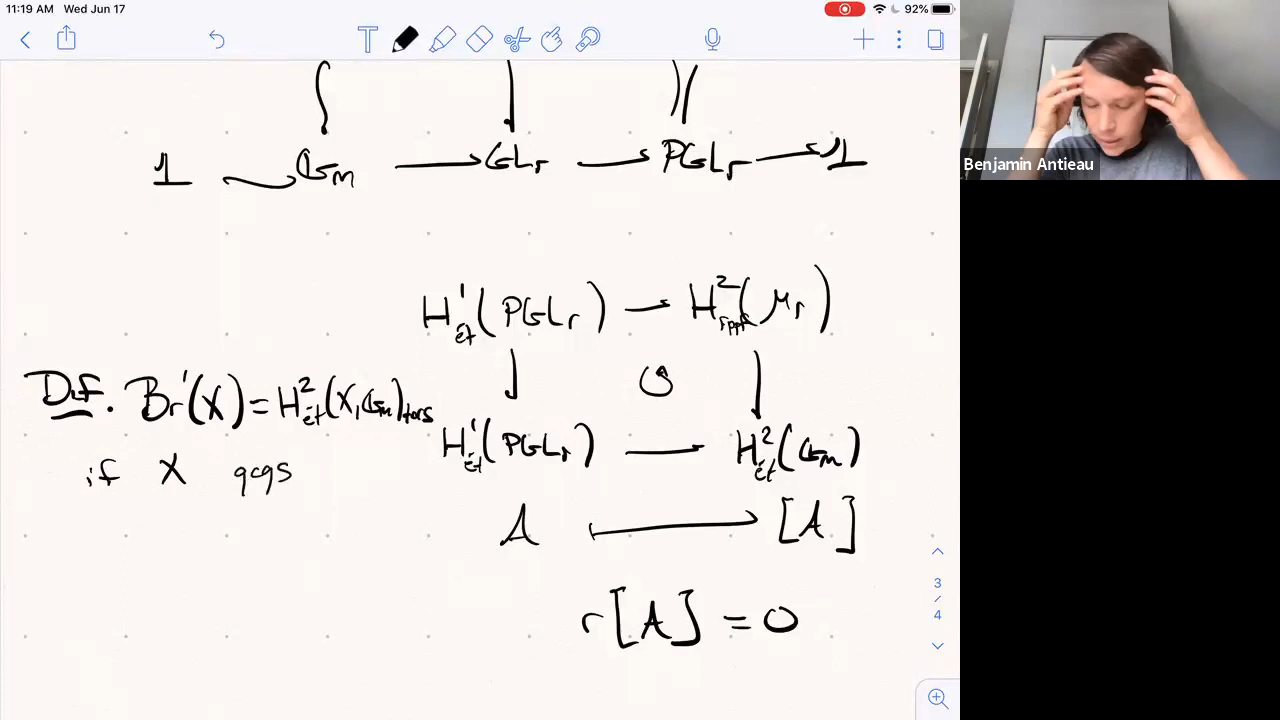 11:19 AM Wed Jun 17
92%
1 → 𝔾m → GLr → PGLr → 1
Benjamin Antieau
H¹ét(PGLr) → H²fppf(μr)
Def. Br'(X) = H²ét(X, 𝔾m)tors
if X qcqs
H¹ét(PGLr) → H²ét(𝔾m)
A ↦ [A]
3
/
4
r[A] = 0